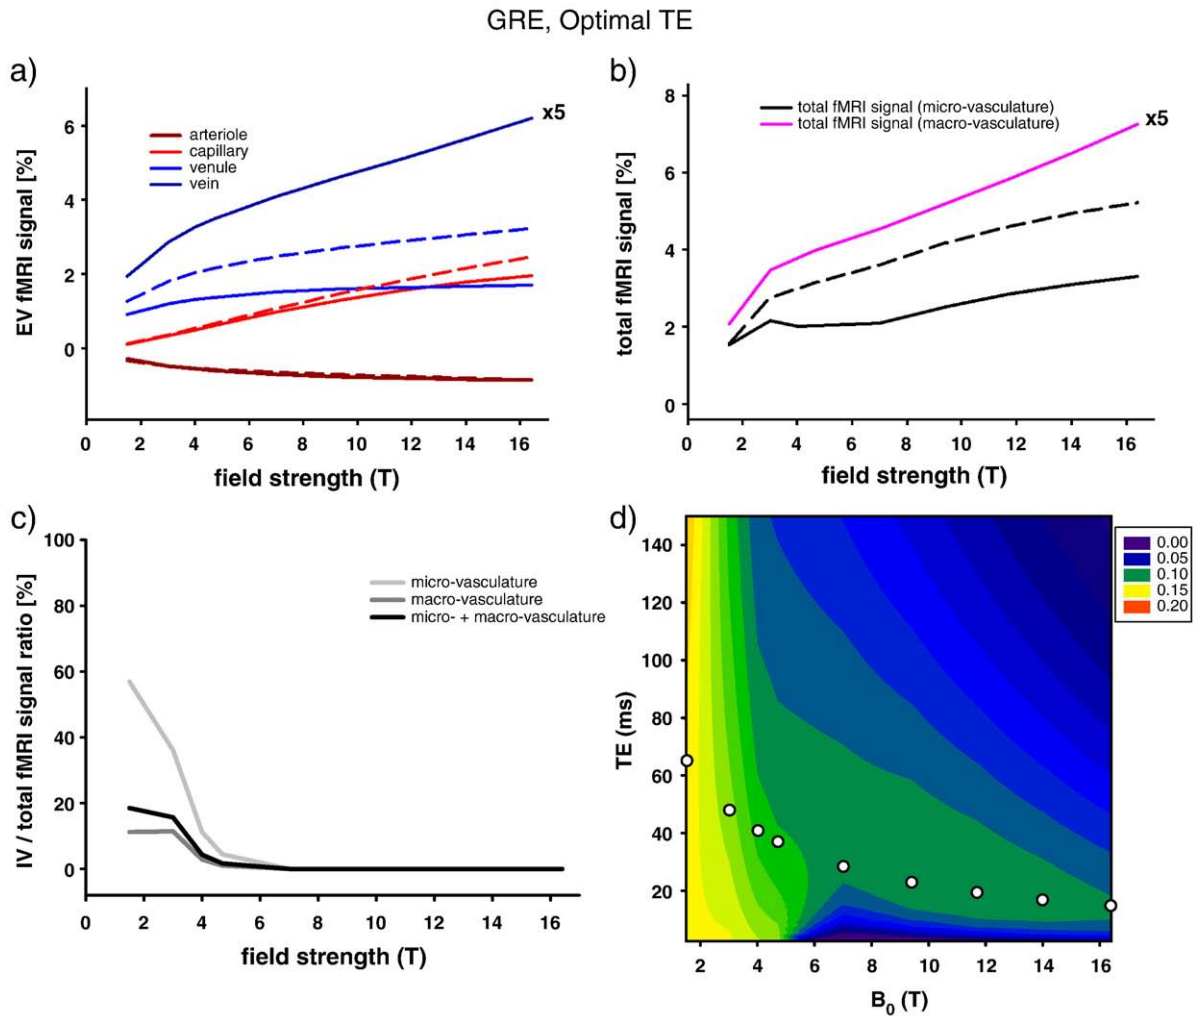 GRE, Optimal TE
a)
EV fMRI signal [%]
6
4
2
0
arteriole
capillary
venule
vein
x5
0 2 4 6 8 10 12 14 16
field strength (T)
b)
total fMRI signal [%]
8
6
4
2
0
total fMRI signal (micro-vasculature)
total fMRI signal (macro-vasculature)
x5
0 2 4 6 8 10 12 14 16
field strength (T)
c)
IV / total fMRI signal ratio [%]
100
80
60
40
20
0
micro-vasculature
macro-vasculature
micro- + macro-vasculature
0 2 4 6 8 10 12 14 16
field strength (T)
d)
TE (ms)
140
120
100
80
60
40
20
0.00
0.05
0.10
0.15
0.20
2 4 6 8 10 12 14 16
B0 (T)